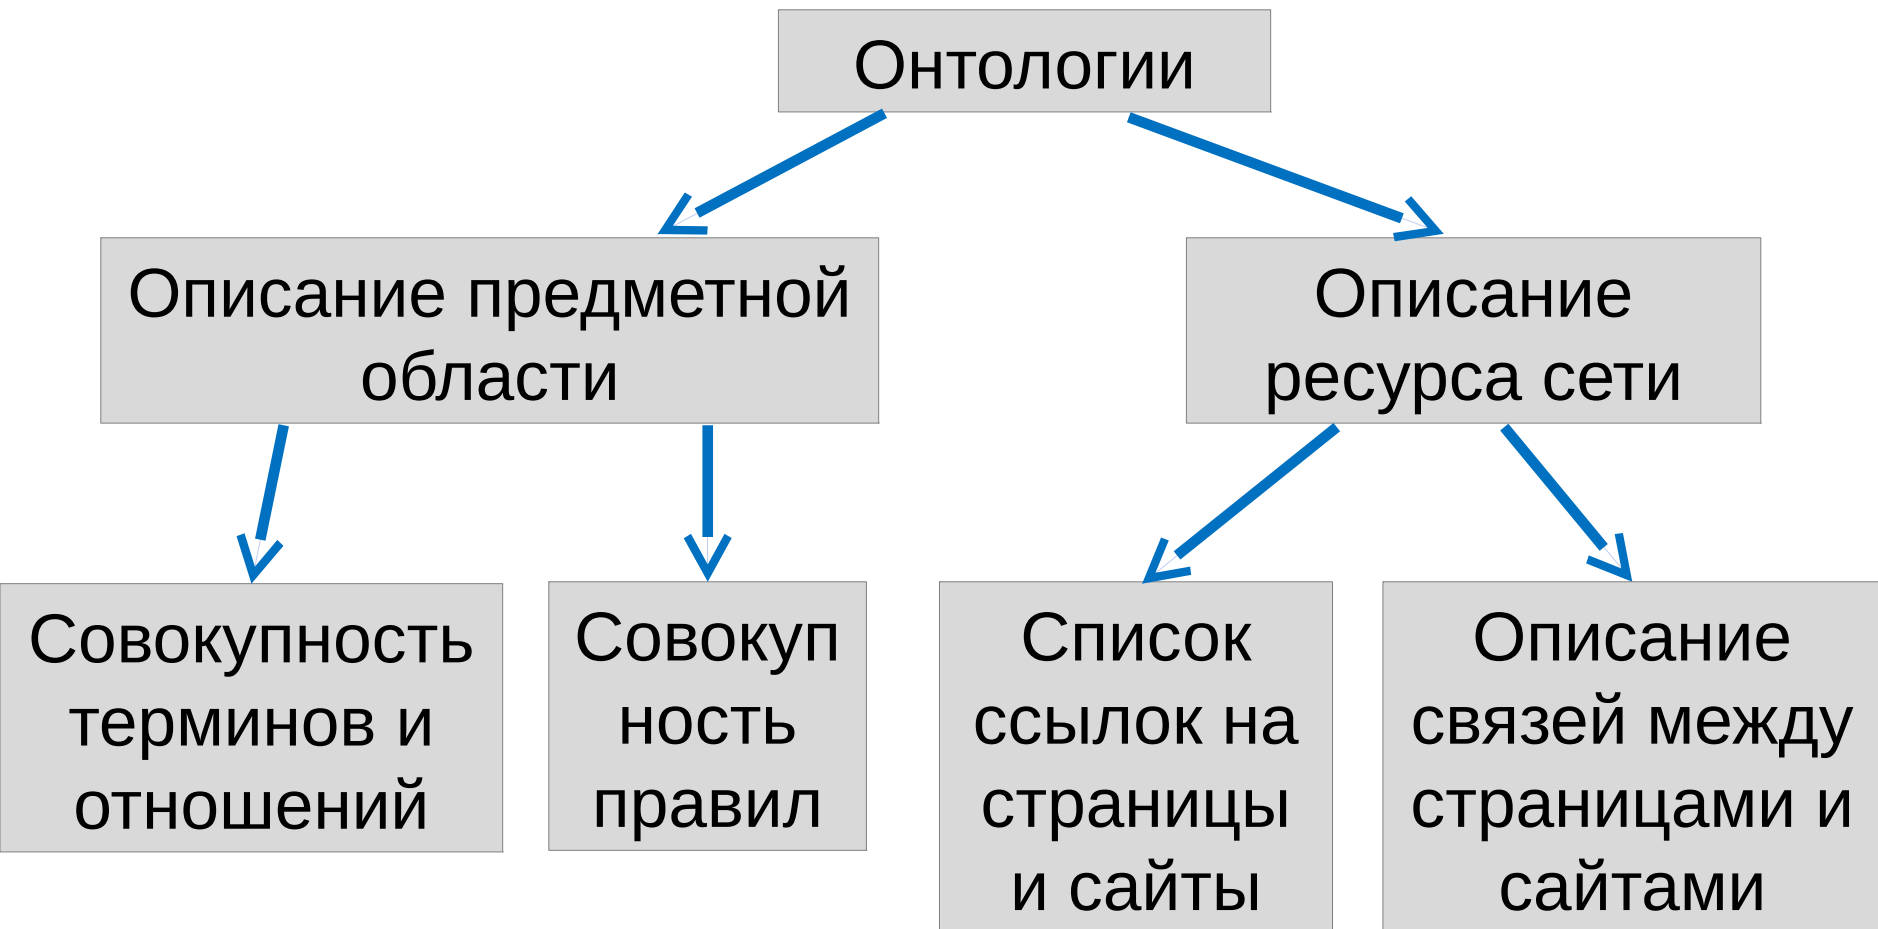 Онтологии
Описание предметной
области
Описание
ресурса сети
Совокупность
терминов и
отношений
Совокуп
ность
правил
Список
ссылок на
страницы
и сайты
Описание
связей между
страницами и
сайтами